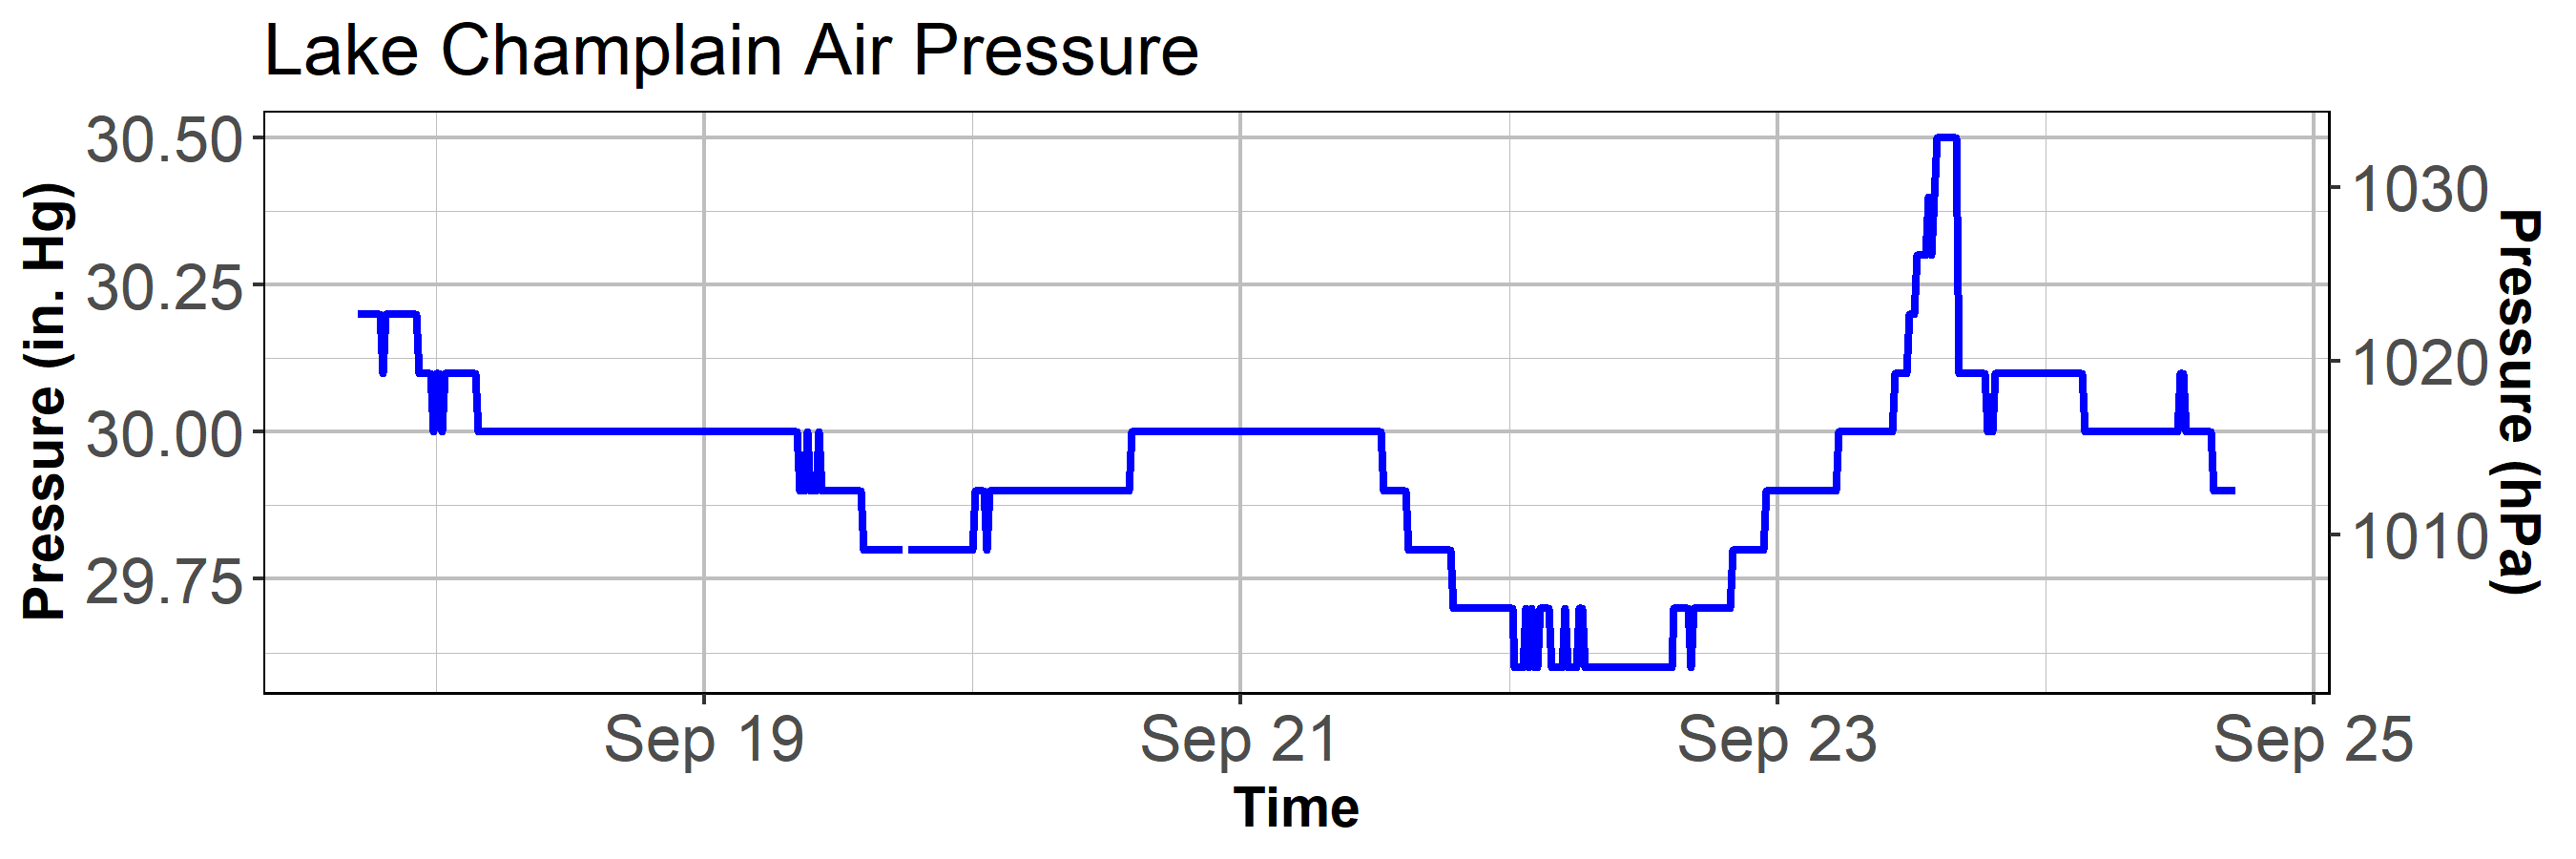 Lake Champlain Air Pressure
Pressure (in. Hg)
30.50
30.25
30.00
29.75
1030
1020
1010
Pressure (hPa)
Sep 19
Sep 21
Sep 23
Sep 25
Time